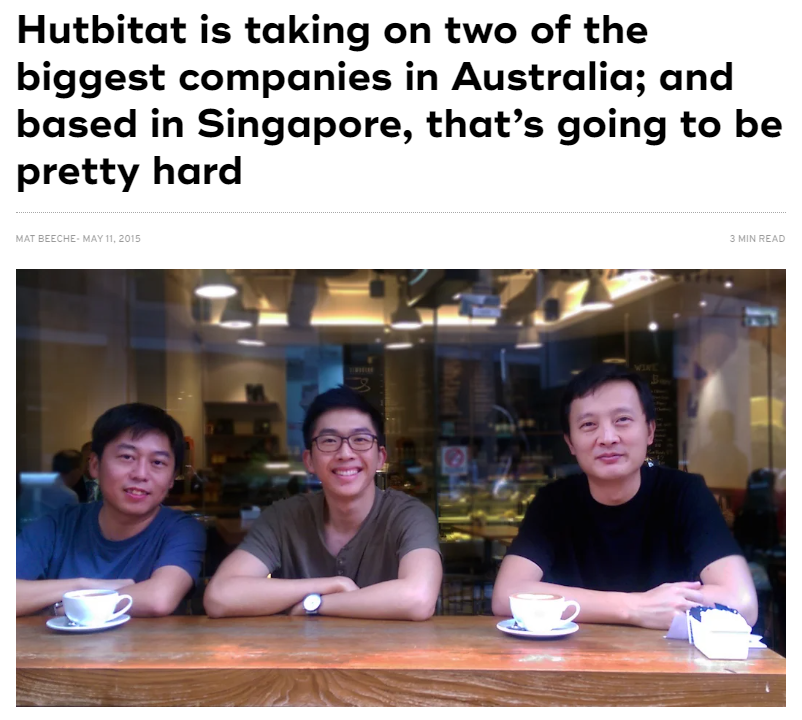 Hutbitat is taking on two of the
biggest companies in Australia; and
based in Singapore, that’s going to be
pretty hard
MAT BEECHE- MAY 11, 2015
3 MIN READ